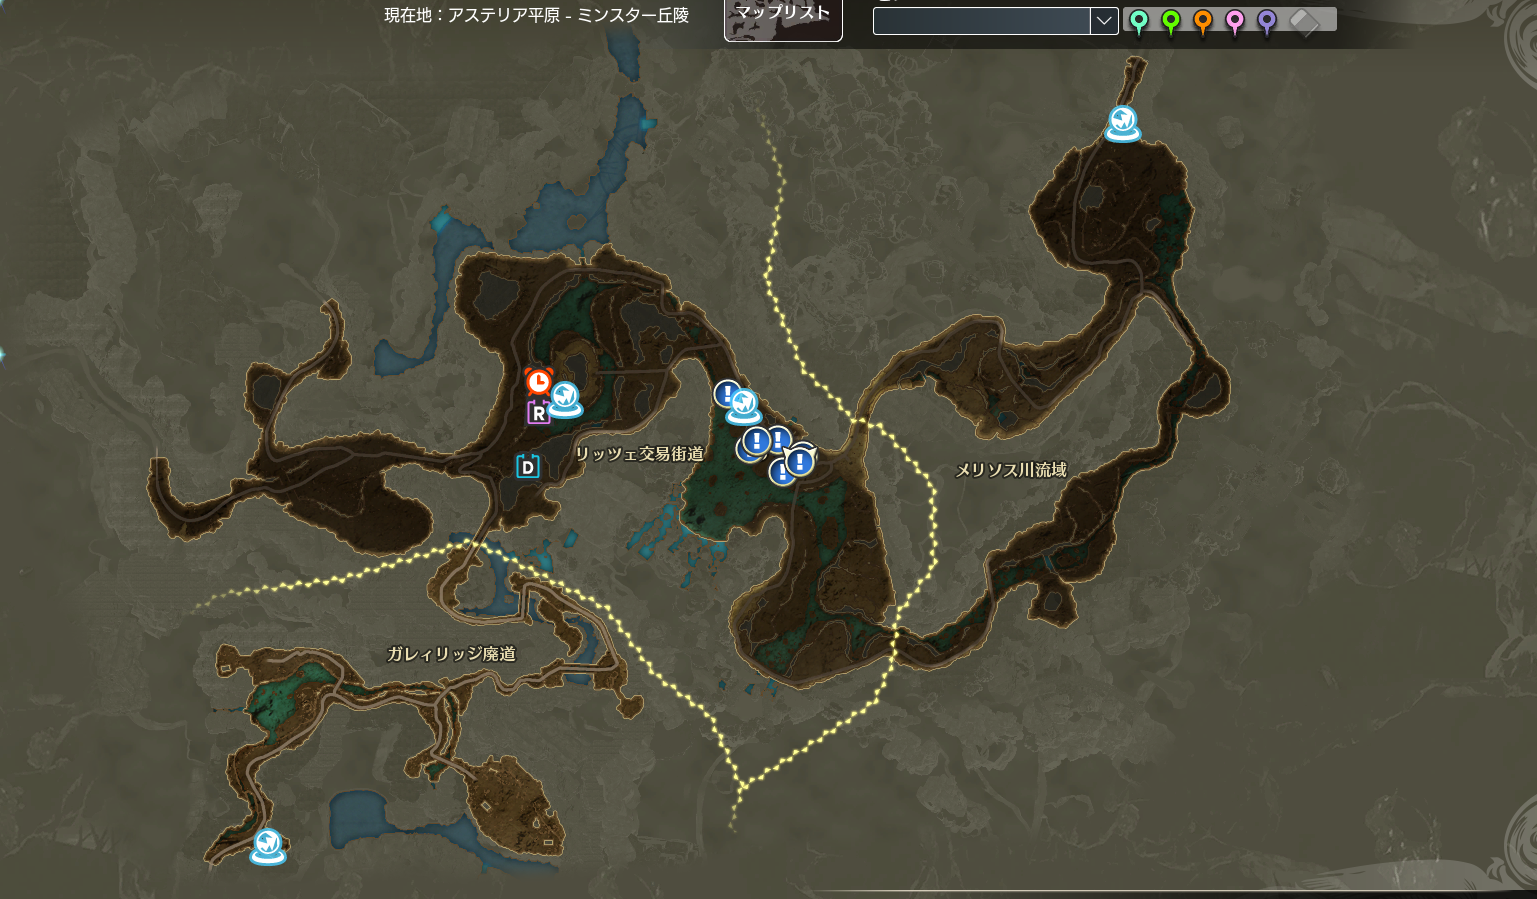 現在地：アステリア平原 - ミンスター丘陵
マップリスト
R
D
リッツェ交易街道
メリソス川流域
ガレィリッジ廃道